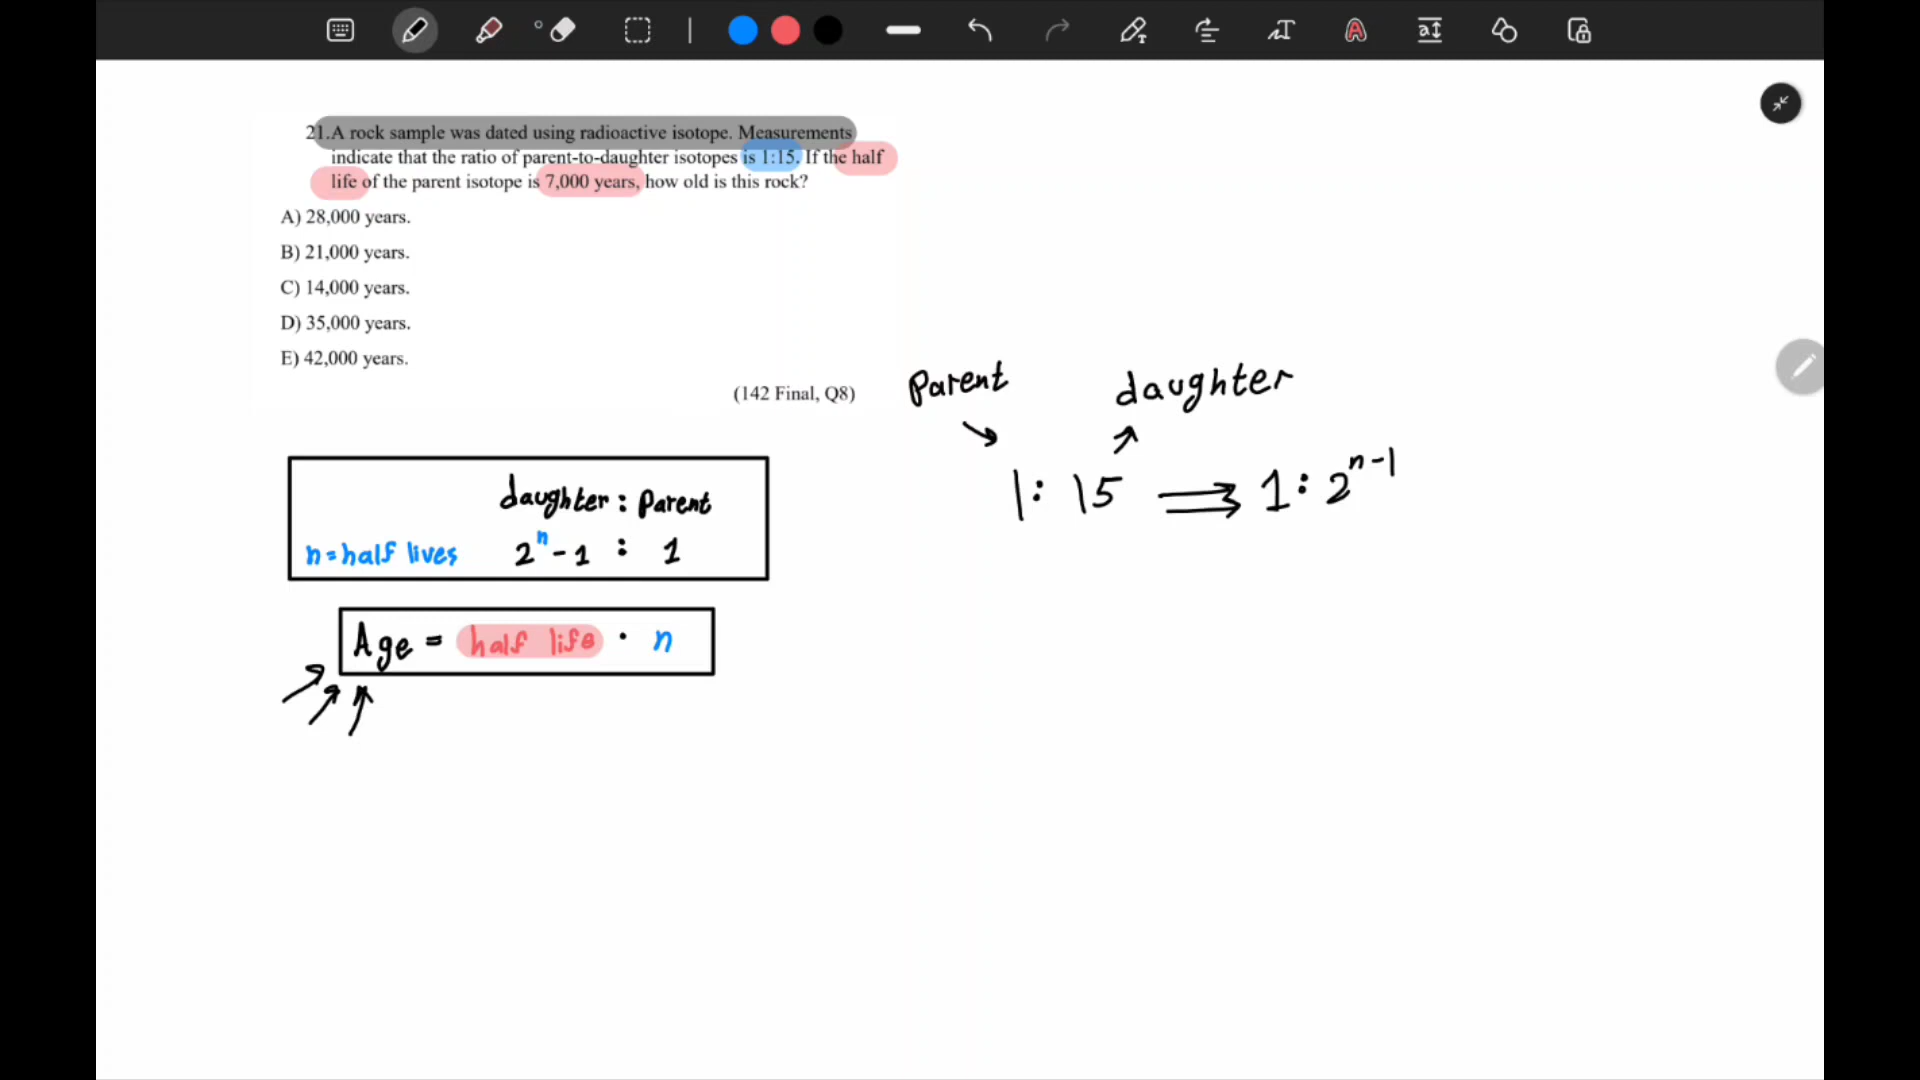 21.A rock sample was dated using radioactive isotope. Measurements
indicate that the ratio of parent-to-daughter isotopes is 1:15. If the half
life of the parent isotope is 7,000 years, how old is this rock?
A) 28,000 years.
B) 21,000 years.
C) 14,000 years.
D) 35,000 years.
E) 42,000 years.
(142 Final, Q8)
Parent daughter
1: 15 ⟹ 1: 2ⁿ⁻¹
daughter : Parent
n=half lives 2ⁿ-1 : 1
Age = half life · n